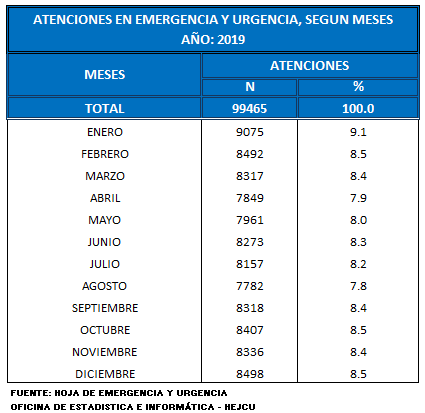 ATENCIONES EN EMERGENCIA Y URGENCIA, SEGUN MESES
AÑO: 2019
MESES ATENCIONES
N %
TOTAL 99465 100.0
ENERO 9075 9.1
FEBRERO 8492 8.5
MARZO 8317 8.4
ABRIL 7849 7.9
MAYO 7961 8.0
JUNIO 8273 8.3
JULIO 8157 8.2
AGOSTO 7782 7.8
SEPTIEMBRE 8318 8.4
OCTUBRE 8407 8.5
NOVIEMBRE 8336 8.4
DICIEMBRE 8498 8.5
FUENTE: HOJA DE EMERGENCIA Y URGENCIA
OFICINA DE ESTADISTICA E INFORMÁTICA - HEJCU